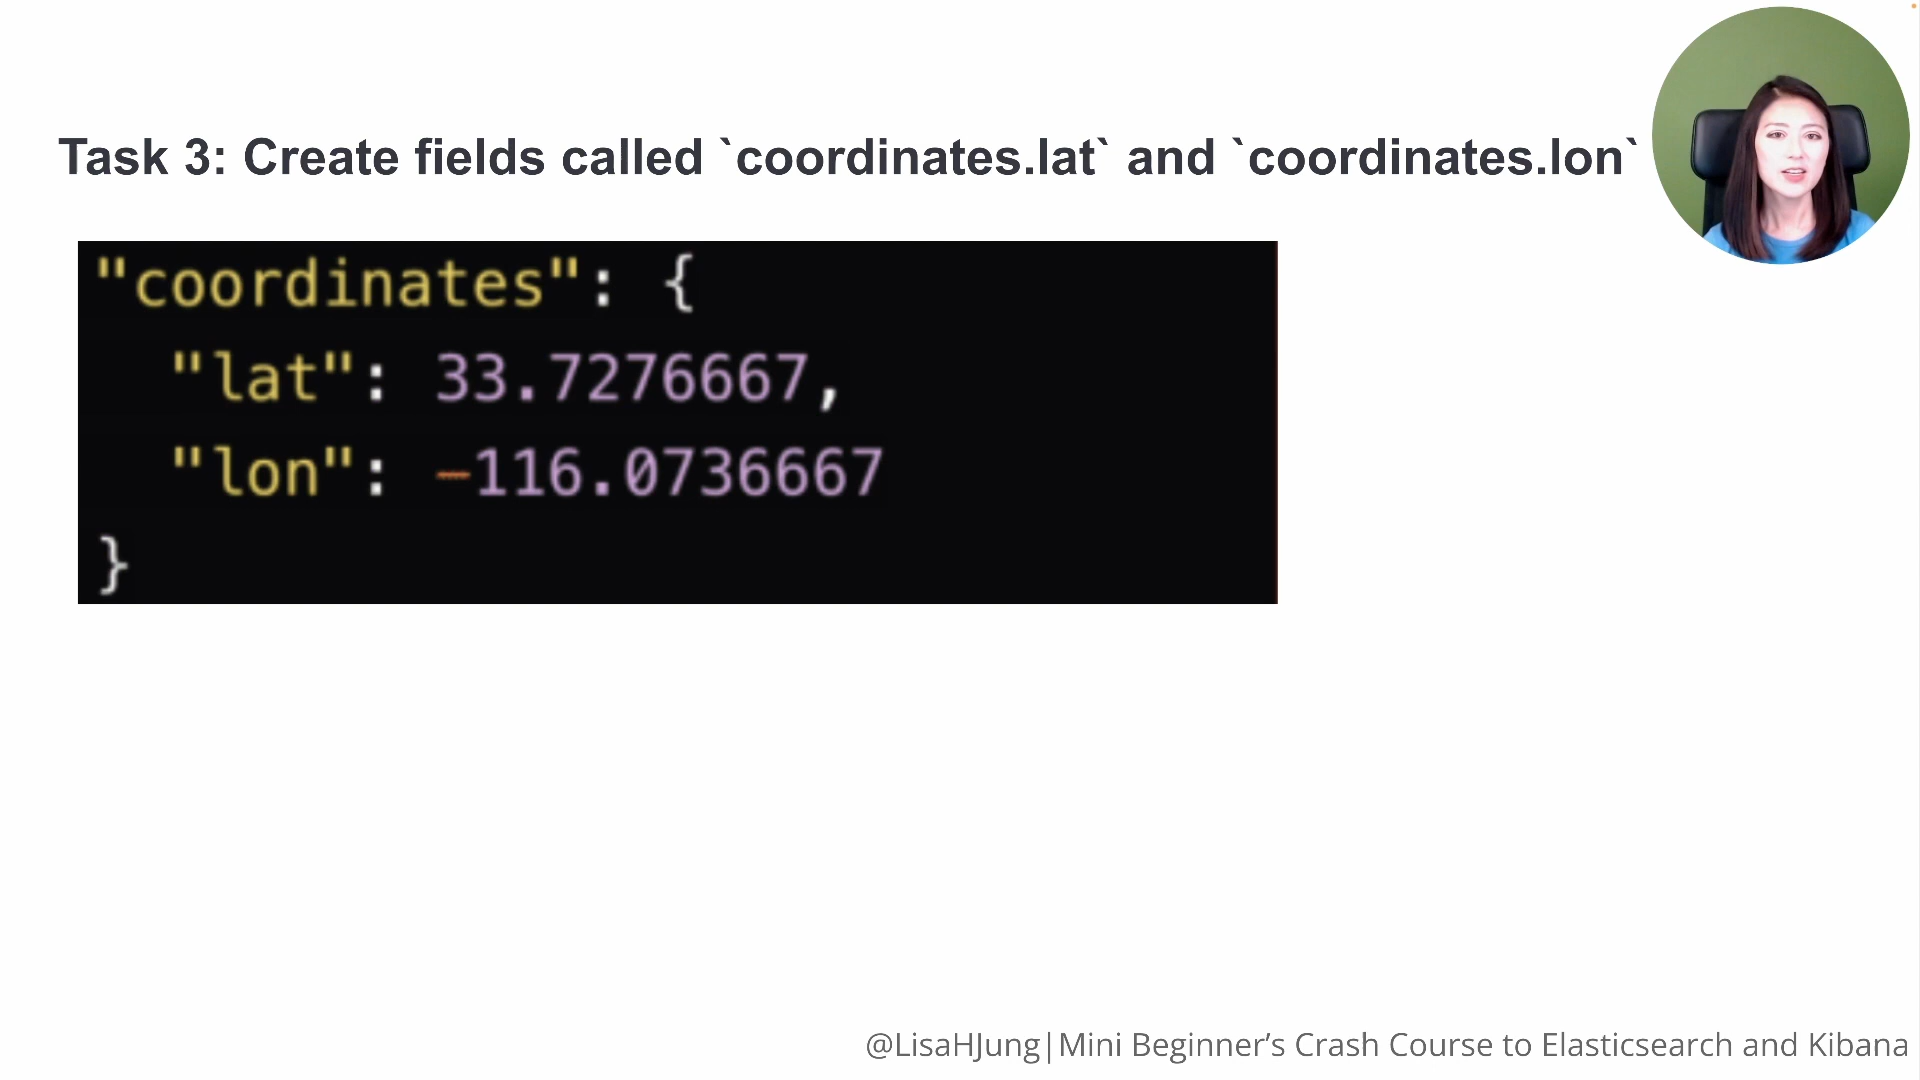 Task 3: Create fields called `coordinates.lat` and `coordinates.lon`
"coordinates": {
"lat": 33.7276667,
"lon": -116.0736667
}
@LisaHJung|Mini Beginner’s Crash Course to Elasticsearch and Kibana